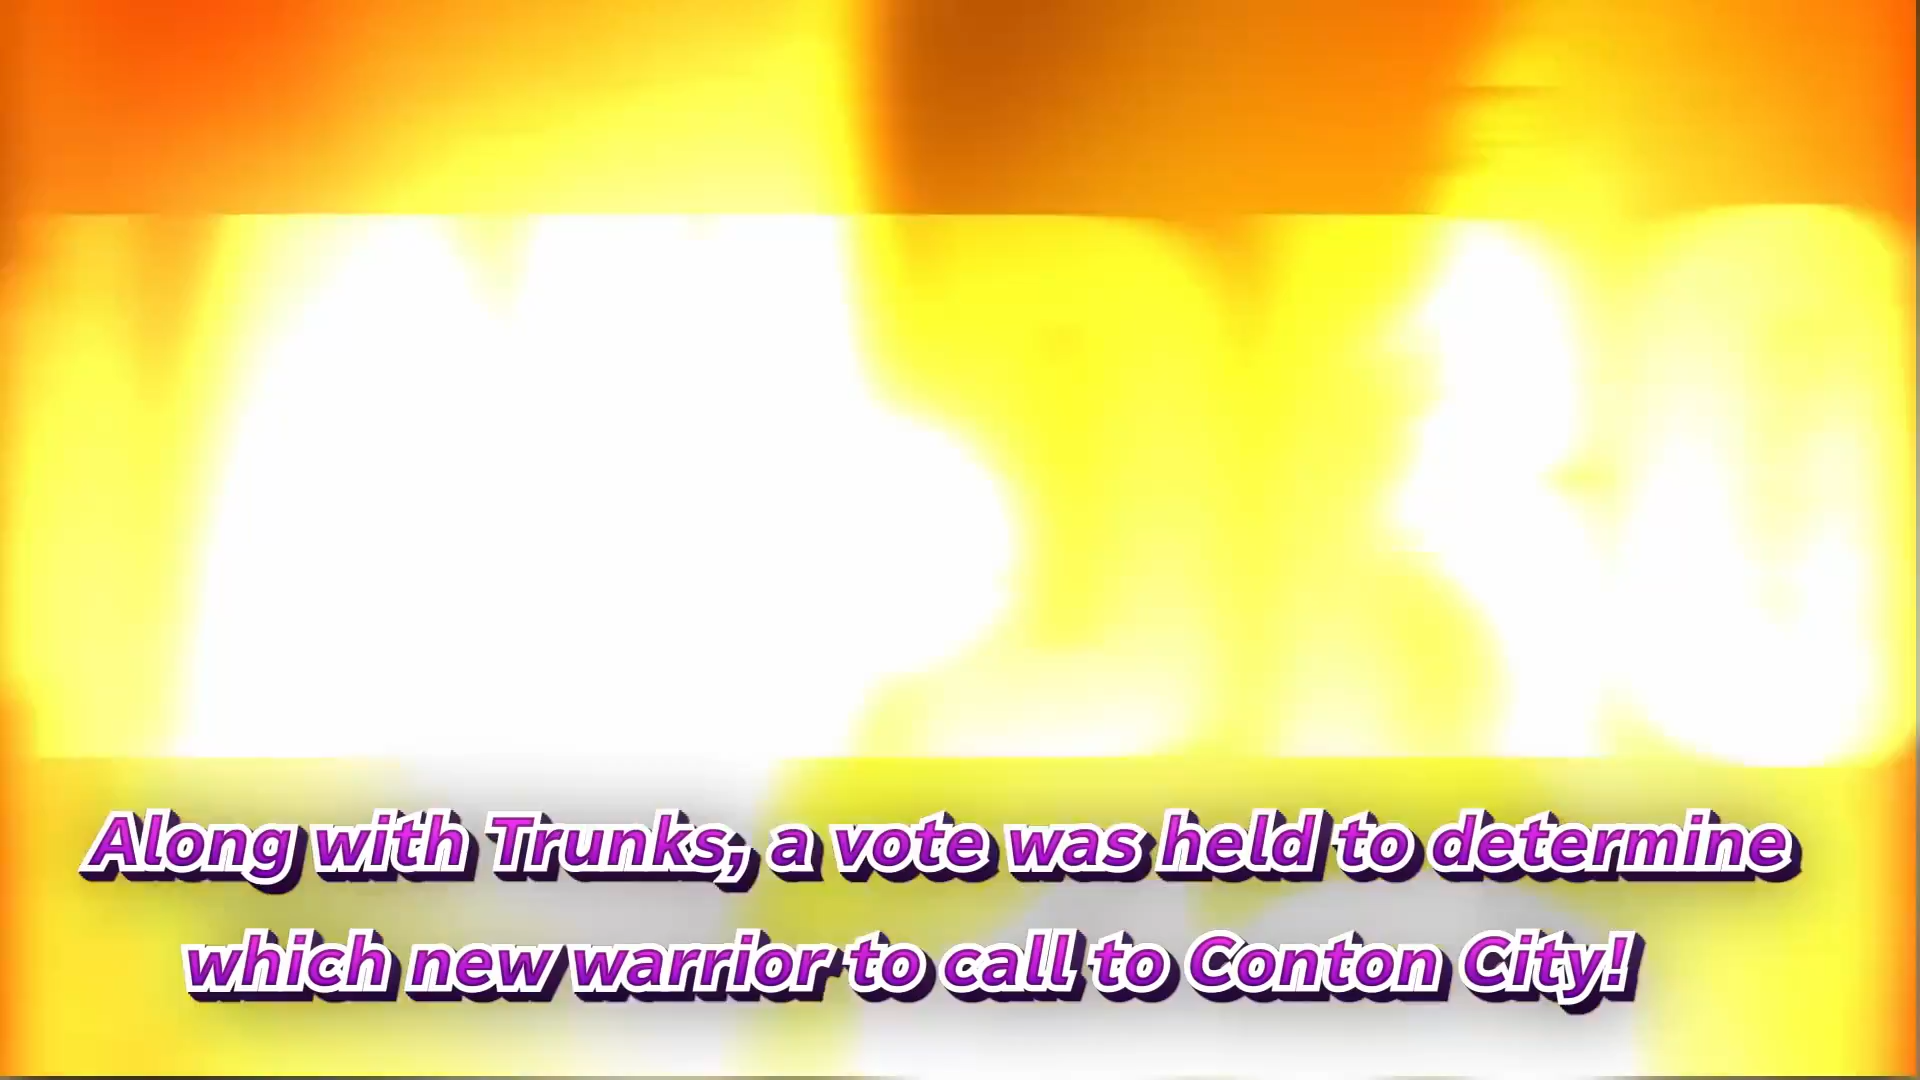 Along with Trunks, a vote was held to determine
which new warrior to call to Conton City!